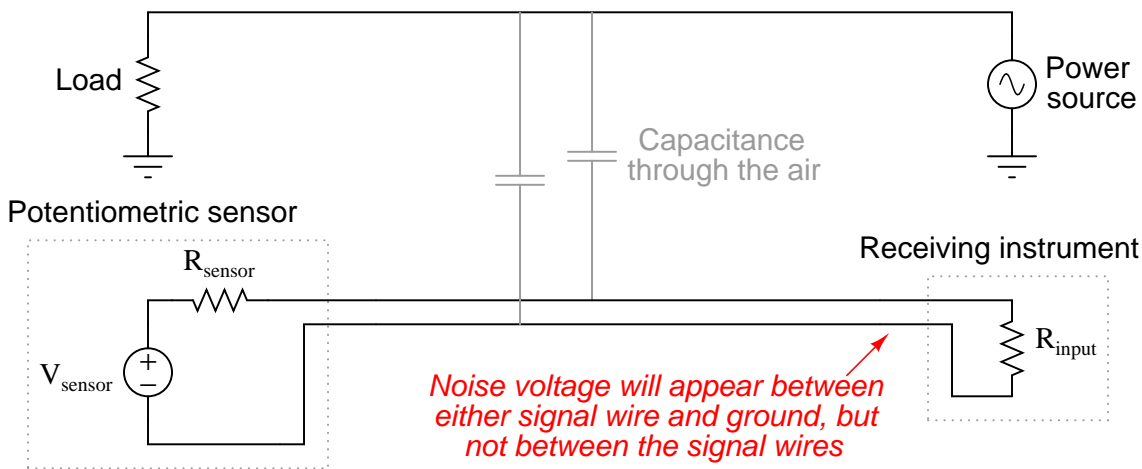 Load
Power
source
Capacitance
through the air
Potentiometric sensor
Receiving instrument
Rsensor
Rinput
Vsensor
+
−
Noise voltage will appear between
either signal wire and ground, but
not between the signal wires